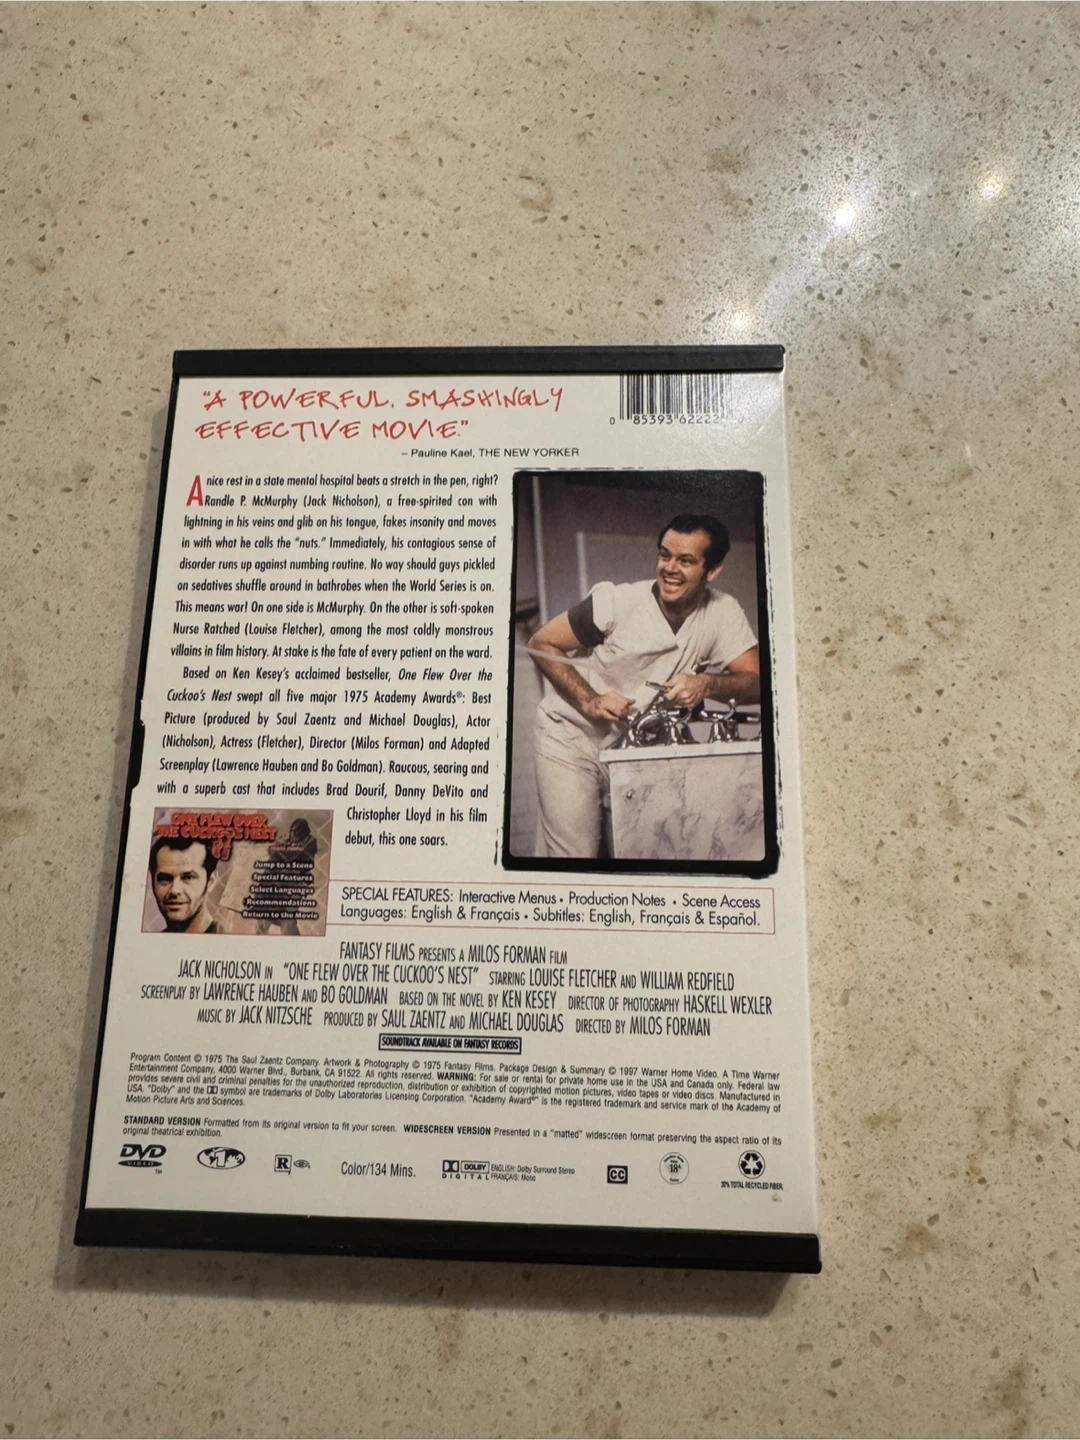 "A POWERFUL, SMASHINGLY
EFFECTIVE MOVIE."
– Pauline Kael, THE NEW YORKER
0 85393 62222
A nice rest in a state mental hospital beats a stretch in the pen, right?
Randle P. McMurphy (Jack Nicholson), a free-spirited con with
lightning in his veins and glib on his tongue, fakes insanity and moves
in with what he calls the "nuts." Immediately, his contagious sense of
disorder runs up against numbing routine. No way should guys pickled
on sedatives shuffle around in bathrobes when the World Series is on.
This means war! On one side is McMurphy. On the other is soft-spoken
Nurse Ratched (Louise Fletcher), among the most coldly monstrous
villains in film history. At stake is the fate of every patient on the ward.
Based on Ken Kesey's acclaimed bestseller, One Flew Over the
Cuckoo's Nest swept all five major 1975 Academy Awards®: Best
Picture (produced by Saul Zaentz and Michael Douglas), Actor
(Nicholson), Actress (Fletcher), Director (Milos Forman) and Adapted
Screenplay (Lawrence Hauben and Bo Goldman). Raucous, searing and
with a superb cast that includes Brad Dourif, Danny DeVito and
Christopher Lloyd in his film
debut, this one soars.
ONE FLEW OVER
THE CUCKOO'S NEST
Jump to a Scene
Special Features
Select Languages
Recommendations
Return to the Movie
SPECIAL FEATURES: Interactive Menus • Production Notes • Scene Access
Languages: English & Français • Subtitles: English, Français & Español.
FANTASY FILMS PRESENTS A MILOS FORMAN FILM
JACK NICHOLSON IN "ONE FLEW OVER THE CUCKOO'S NEST" STARRING LOUISE FLETCHER AND WILLIAM REDFIELD
SCREENPLAY BY LAWRENCE HAUBEN AND BO GOLDMAN BASED ON THE NOVEL BY KEN KESEY DIRECTOR OF PHOTOGRAPHY HASKELL WEXLER
MUSIC BY JACK NITZSCHE PRODUCED BY SAUL ZAENTZ AND MICHAEL DOUGLAS DIRECTED BY MILOS FORMAN
SOUNDTRACK AVAILABLE ON FANTASY RECORDS
Program Content © 1975 The Saul Zaentz Company. Artwork & Photography © 1975 Fantasy Films. Package Design & Summary © 1997 Warner Home Video. A Time Warner
Entertainment Company, 4000 Warner Blvd., Burbank, CA 91522. All rights reserved. WARNING: For sale or rental for private home use in the USA and Canada only. Federal law
provides severe civil and criminal penalties for the unauthorized reproduction, distribution or exhibition of copyrighted motion pictures, video tapes or video discs. Manufactured in
USA. "Dolby" and the DD symbol are trademarks of Dolby Laboratories Licensing Corporation. "Academy Award®" is the registered trademark and service mark of the Academy of
Motion Picture Arts and Sciences.
STANDARD VERSION Formatted from its original version to fit your screen. WIDESCREEN VERSION Presented in a "matted" widescreen format preserving the aspect ratio of its
original theatrical exhibition.
DVD VIDEO TM
1
R
Color/134 Mins.
DOLBY DIGITAL
ENGLISH: Dolby Surround Stereo
FRANÇAIS: Mono
CC
18+
20% TOTAL RECYCLED FIBER